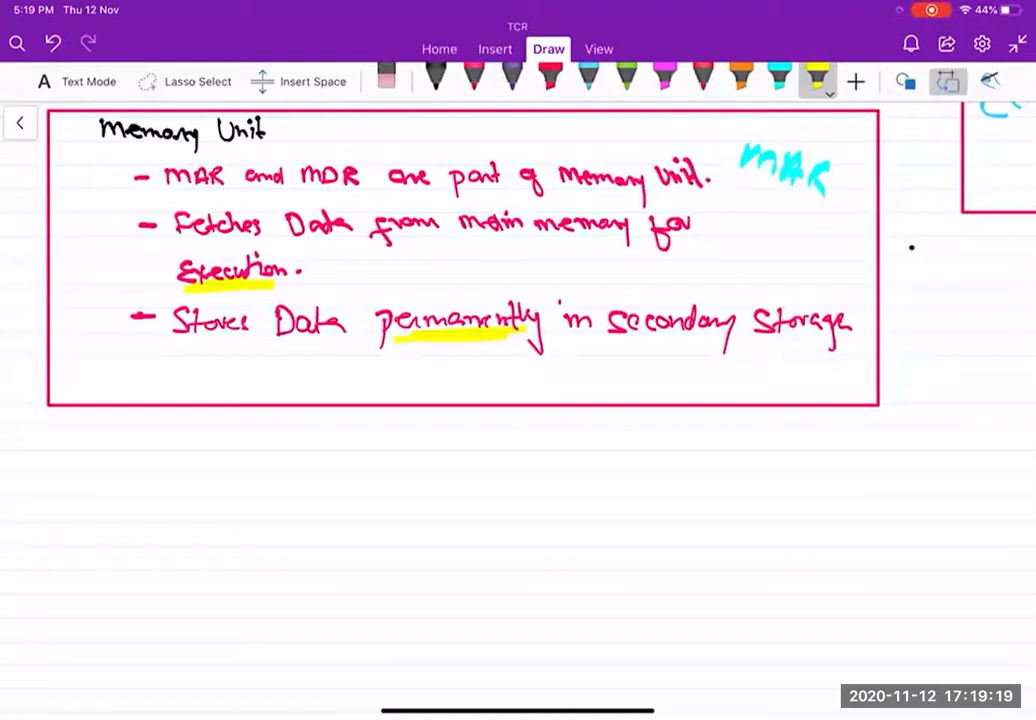 5:19 PM Thu 12 Nov
44%
TCR
Home Insert Draw View
A Text Mode Lasso Select Insert Space
Memory Unit
- MAR and MDR are part of Memory Unit. MAR
- Fetches Data from main memory for
Execution.
- Stores Data permanently in secondary storage
2020-11-12 17:19:19